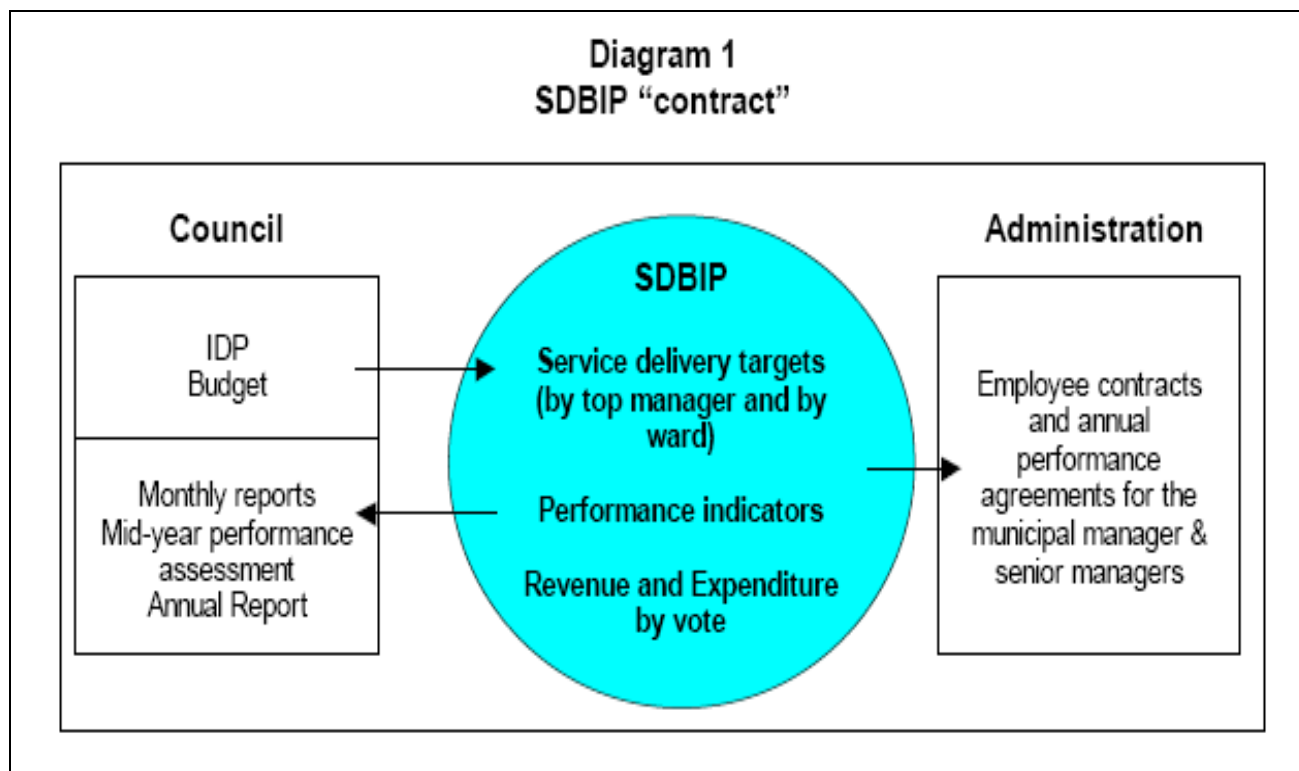 Diagram 1
SDBIP “contract”
Council
IDP
Budget
Monthly reports
Mid-year performance
assessment
Annual Report
SDBIP
Service delivery targets
(by top manager and by
ward)
Performance indicators
Revenue and Expenditure
by vote
Administration
Employee contracts
and annual
performance
agreements for the
municipal manager &
senior managers